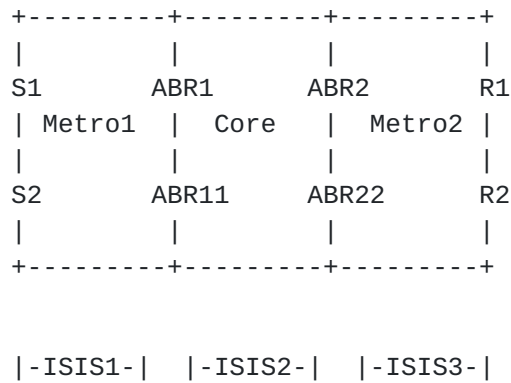 S1 ABR1 ABR2 R1
Metro1 Core Metro2
S2 ABR11 ABR22 R2
|-ISIS1-| |-ISIS2-| |-ISIS3-|